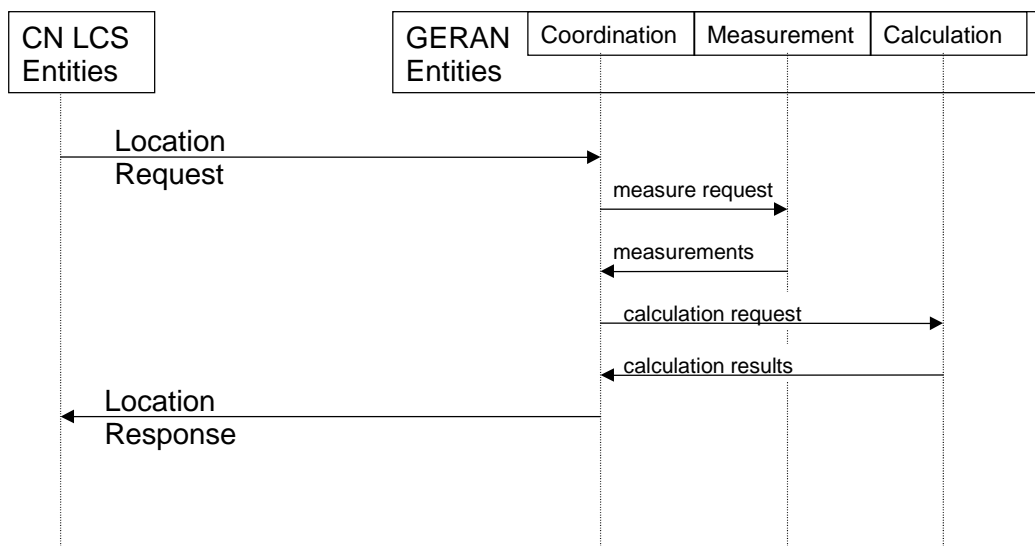 CN LCS
Entities
GERAN
Entities
Coordination
Measurement
Calculation
Location
Request
measure request
measurements
calculation request
calculation results
Location
Response